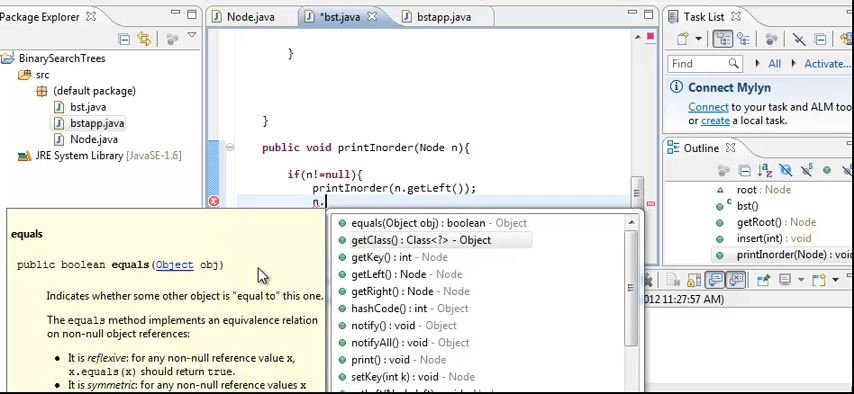 Package Explorer
BinarySearchTrees
src
(default package)
bst.java
bstapp.java
Node.java
JRE System Library [JavaSE-1.6]
Node.java
*bst.java
bstapp.java
}
}
public void printInorder(Node n){
if(n!=null){
printInorder(n.getLeft());
n.
equals
public boolean equals(Object obj)
Indicates whether some other object is "equal to" this one.
The equals method implements an equivalence relation
on non-null object references:
• It is reflexive: for any non-null reference value x,
x.equals(x) should return true.
• It is symmetric: for any non-null reference values x
equals(Object obj) : boolean - Object
getClass() : Class<?> - Object
getKey() : int - Node
getLeft() : Node - Node
getRight() : Node - Node
hashCode() : int - Object
notify() : void - Object
notifyAll() : void - Object
print() : void - Node
setKey(int k) : void - Node
Task List
Find
All
Activate...
Connect Mylyn
Connect to your task and ALM too
or create a local task.
Outline
root : Node
bst()
getRoot() : Node
insert(int) : void
printInorder(Node) : void
012 11:27:57 AM)